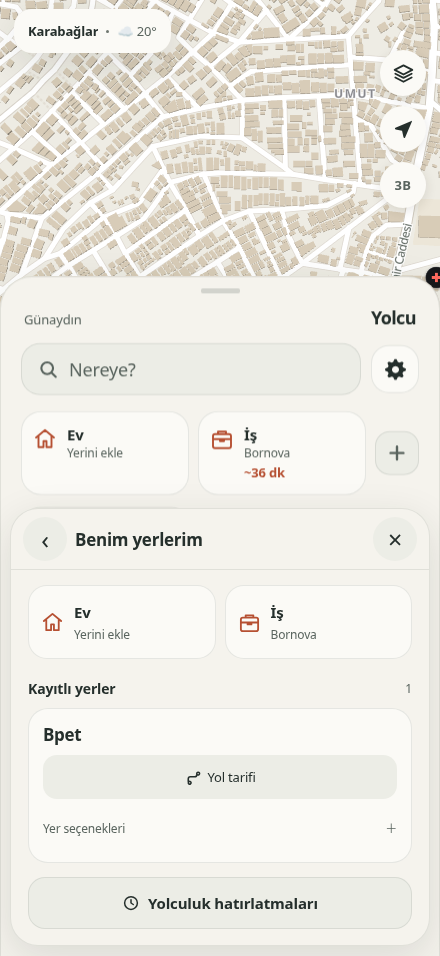 Karabağlar • 20°
UMUT
3B
Günaydın
Yolcu
Nereye?
Ev
Yerini ekle
İş
Bornova
~36 dk
Benim yerlerim
Ev
Yerini ekle
İş
Bornova
Kayıtlı yerler
1
Bpet
Yol tarifi
Yer seçenekleri
Yolculuk hatırlatmaları